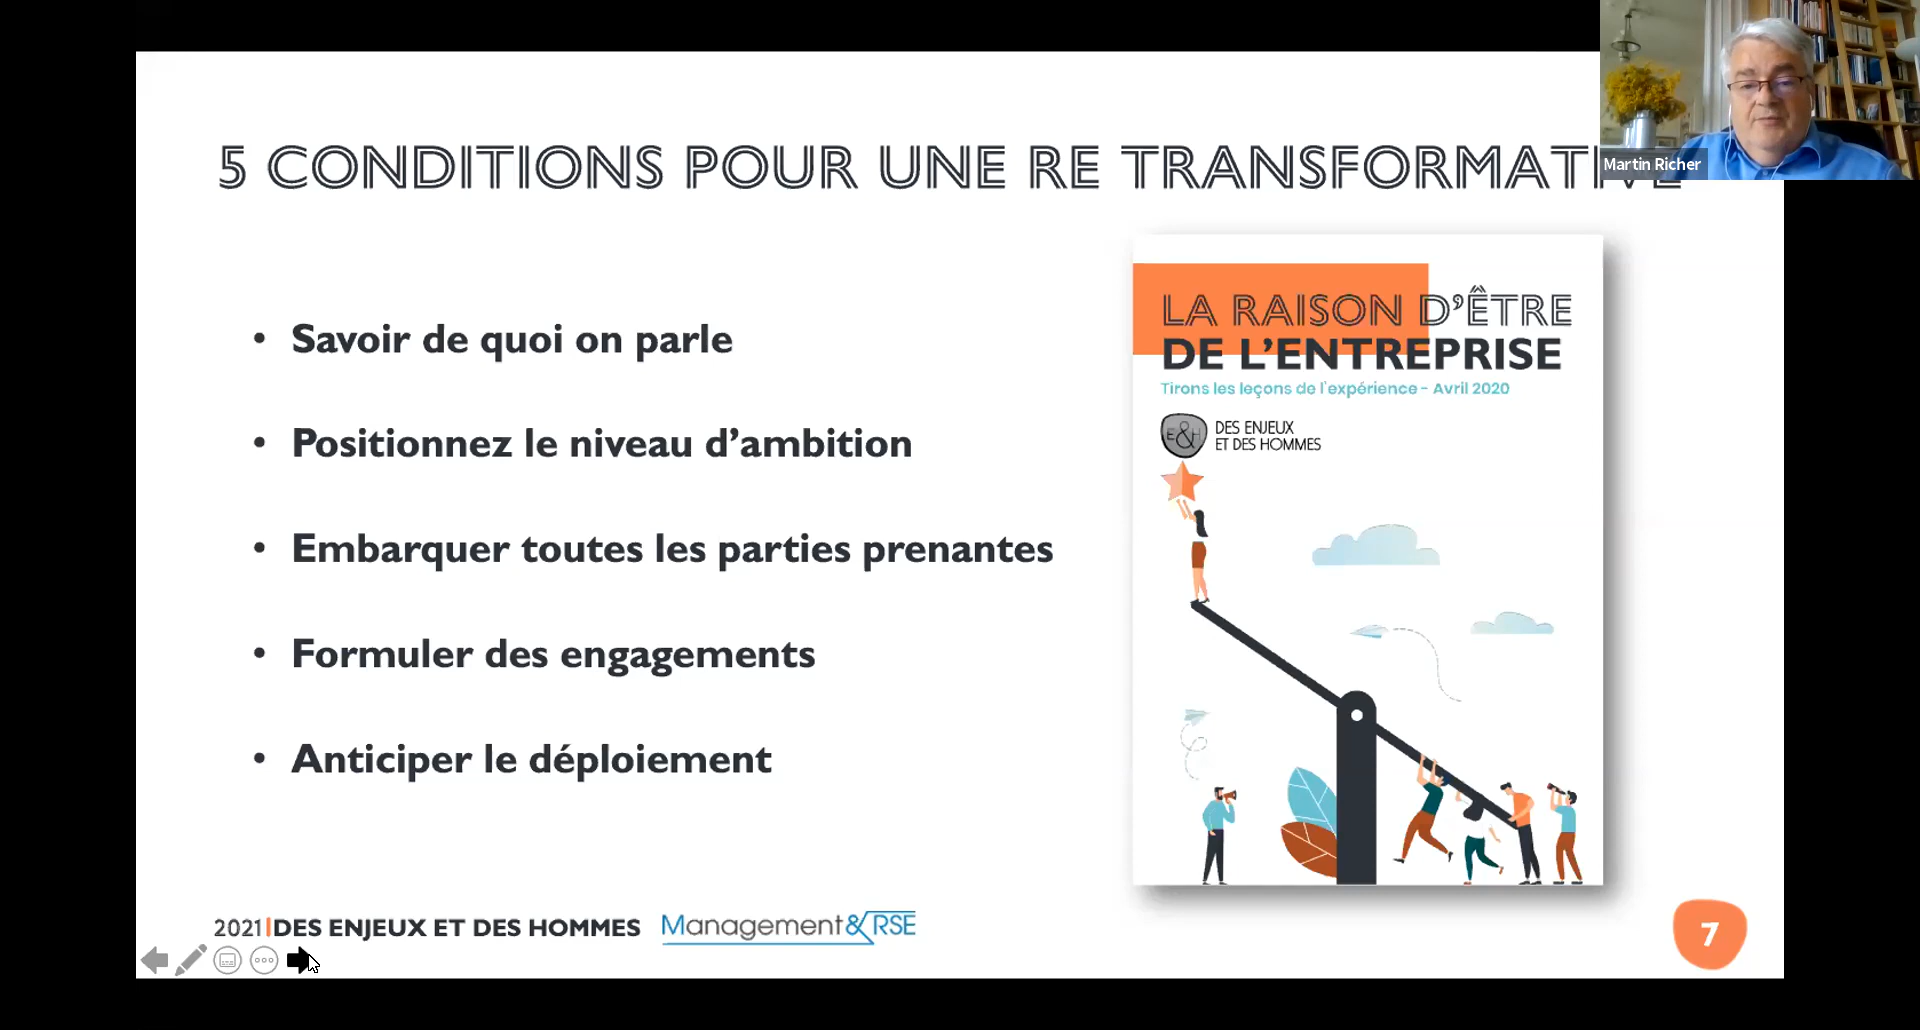 5 CONDITIONS POUR UNE RE TRANSFORMATIVE
Martin Richer
• Savoir de quoi on parle
• Positionnez le niveau d’ambition
• Embarquer toutes les parties prenantes
• Formuler des engagements
• Anticiper le déploiement
LA RAISON D’ÊTRE
DE L’ENTREPRISE
Tirons les leçons de l'expérience - Avril 2020
E&H
DES ENJEUX
ET DES HOMMES
2021|DES ENJEUX ET DES HOMMES
Management&RSE
7